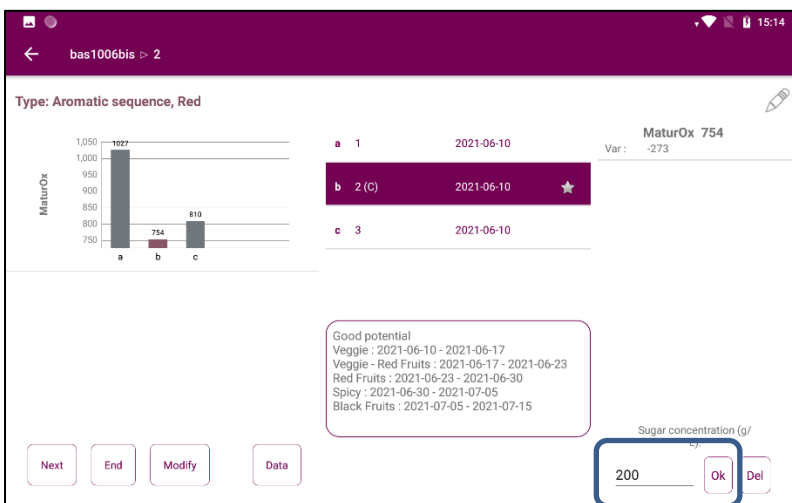 15:14
bas1006bis ▷ 2
Type: Aromatic sequence, Red
MaturOx
1,050
1,000
950
900
850
800
750
1027
754
810
a b c
a 1 2021-06-10
b 2 (C) 2021-06-10
c 3 2021-06-10
MaturOx 754
Var : -273
Good potential
Veggie : 2021-06-10 - 2021-06-17
Veggie - Red Fruits : 2021-06-17 - 2021-06-23
Red Fruits : 2021-06-23 - 2021-06-30
Spicy : 2021-06-30 - 2021-07-05
Black Fruits : 2021-07-05 - 2021-07-15
Sugar concentration (g/
L):
200 Ok Del
Next End Modify Data